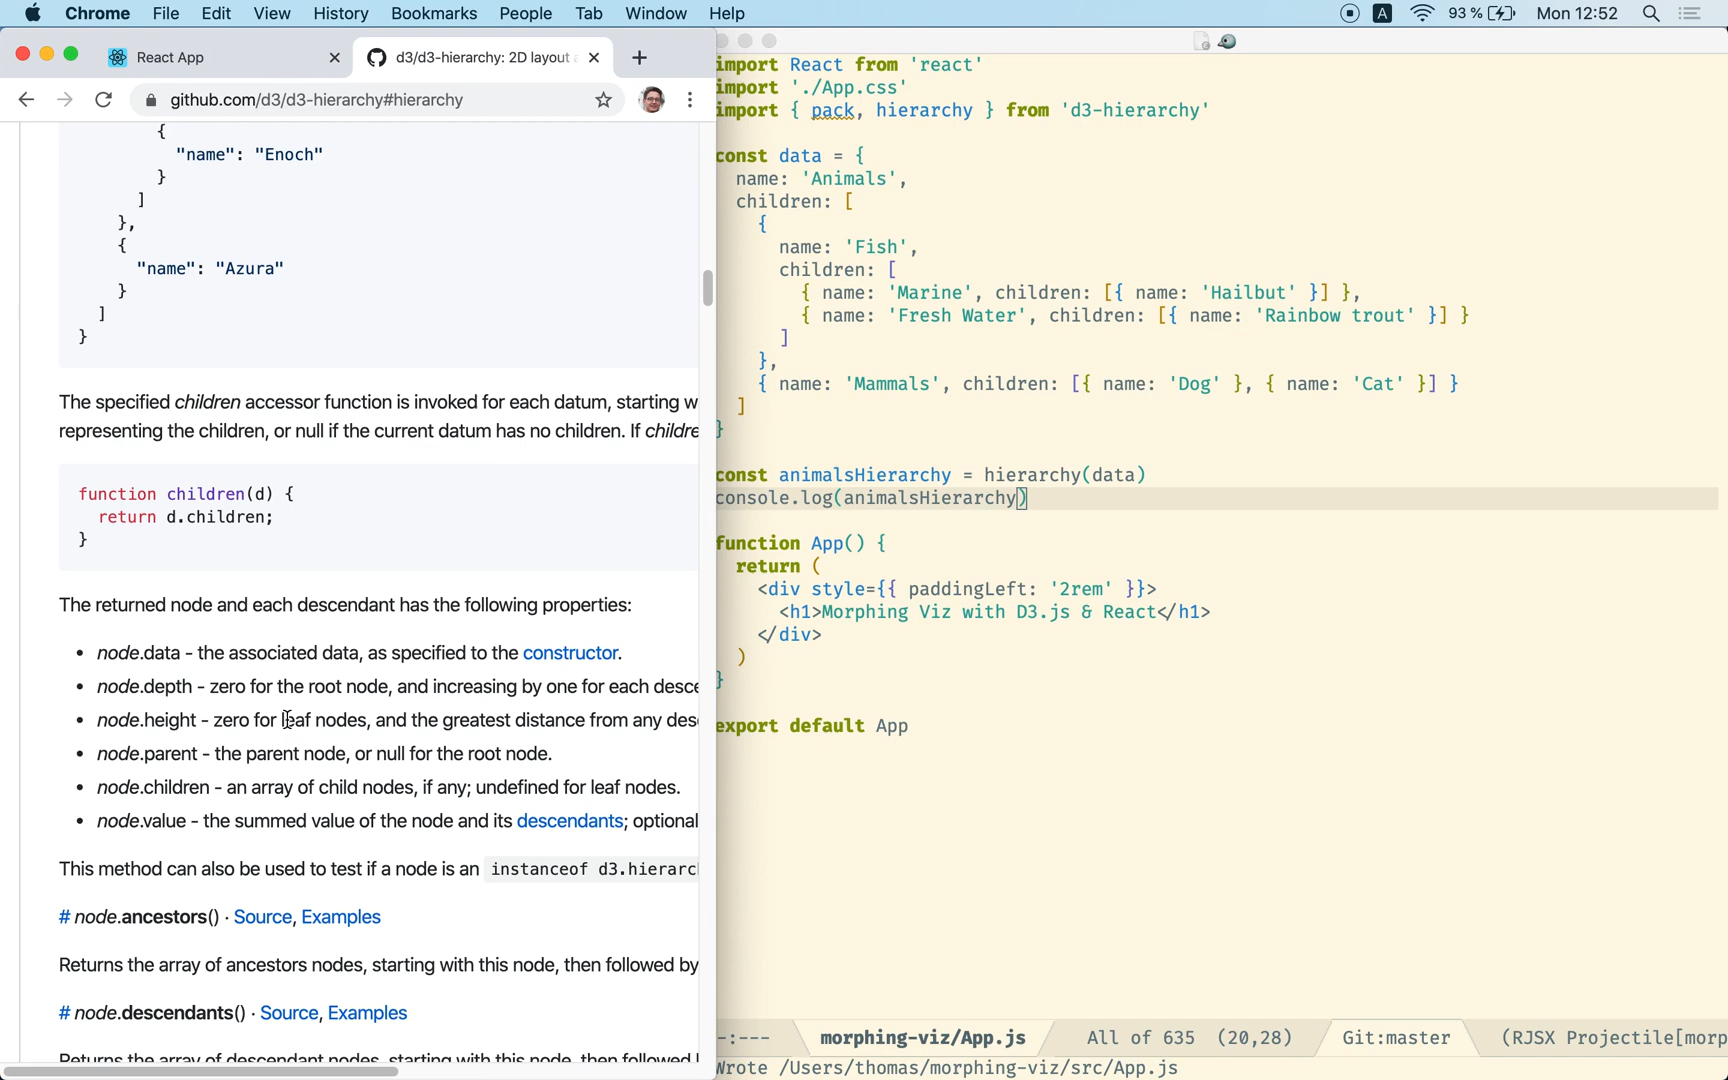 Chrome File Edit View History Bookmarks People Tab Window Help
A 93 % Mon 12:52
React App
d3/d3-hierarchy: 2D layout a
github.com/d3/d3-hierarchy#hierarchy
{
"name": "Enoch"
}
]
},
{
"name": "Azura"
}
]
}
The specified children accessor function is invoked for each datum, starting w
representing the children, or null if the current datum has no children. If childre
function children(d) {
return d.children;
}
The returned node and each descendant has the following properties:
• node.data - the associated data, as specified to the constructor.
• node.depth - zero for the root node, and increasing by one for each desce
• node.height - zero for leaf nodes, and the greatest distance from any des
• node.parent - the parent node, or null for the root node.
• node.children - an array of child nodes, if any; undefined for leaf nodes.
• node.value - the summed value of the node and its descendants; optional
This method can also be used to test if a node is an instanceof d3.hierarc
# node.ancestors() · Source, Examples
Returns the array of ancestors nodes, starting with this node, then followed by
# node.descendants() · Source, Examples
Returns the array of descendant nodes, starting with this node, then followed
import React from 'react'
import './App.css'
import { pack, hierarchy } from 'd3-hierarchy'
const data = {
name: 'Animals',
children: [
{
name: 'Fish',
children: [
{ name: 'Marine', children: [{ name: 'Hailbut' }] },
{ name: 'Fresh Water', children: [{ name: 'Rainbow trout' }] }
]
},
{ name: 'Mammals', children: [{ name: 'Dog' }, { name: 'Cat' }] }
]
}
const animalsHierarchy = hierarchy(data)
console.log(animalsHierarchy)
function App() {
return (
<div style={{ paddingLeft: '2rem' }}>
<h1>Morphing Viz with D3.js & React</h1>
</div>
)
}
export default App
-:--- morphing-viz/App.js All of 635 (20,28) Git:master (RJSX Projectile[morp
Wrote /Users/thomas/morphing-viz/src/App.js